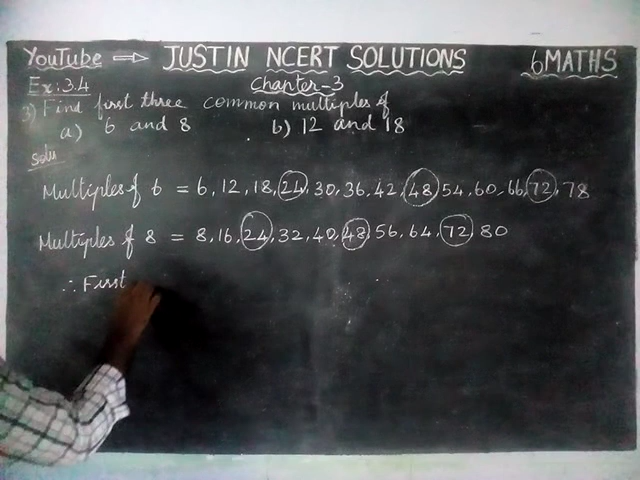 YouTube ⇒ JUSTIN NCERT SOLUTIONS 6 MATHS
Ex: 3.4 Chapter-3
3) Find first three common multiples of
a) 6 and 8 b) 12 and 18
Soln
Multiples of 6 = 6, 12, 18, 24, 30, 36, 42, 48, 54, 60, 66, 72, 78
Multiples of 8 = 8, 16, 24, 32, 40, 48, 56, 64, 72, 80
∴ First